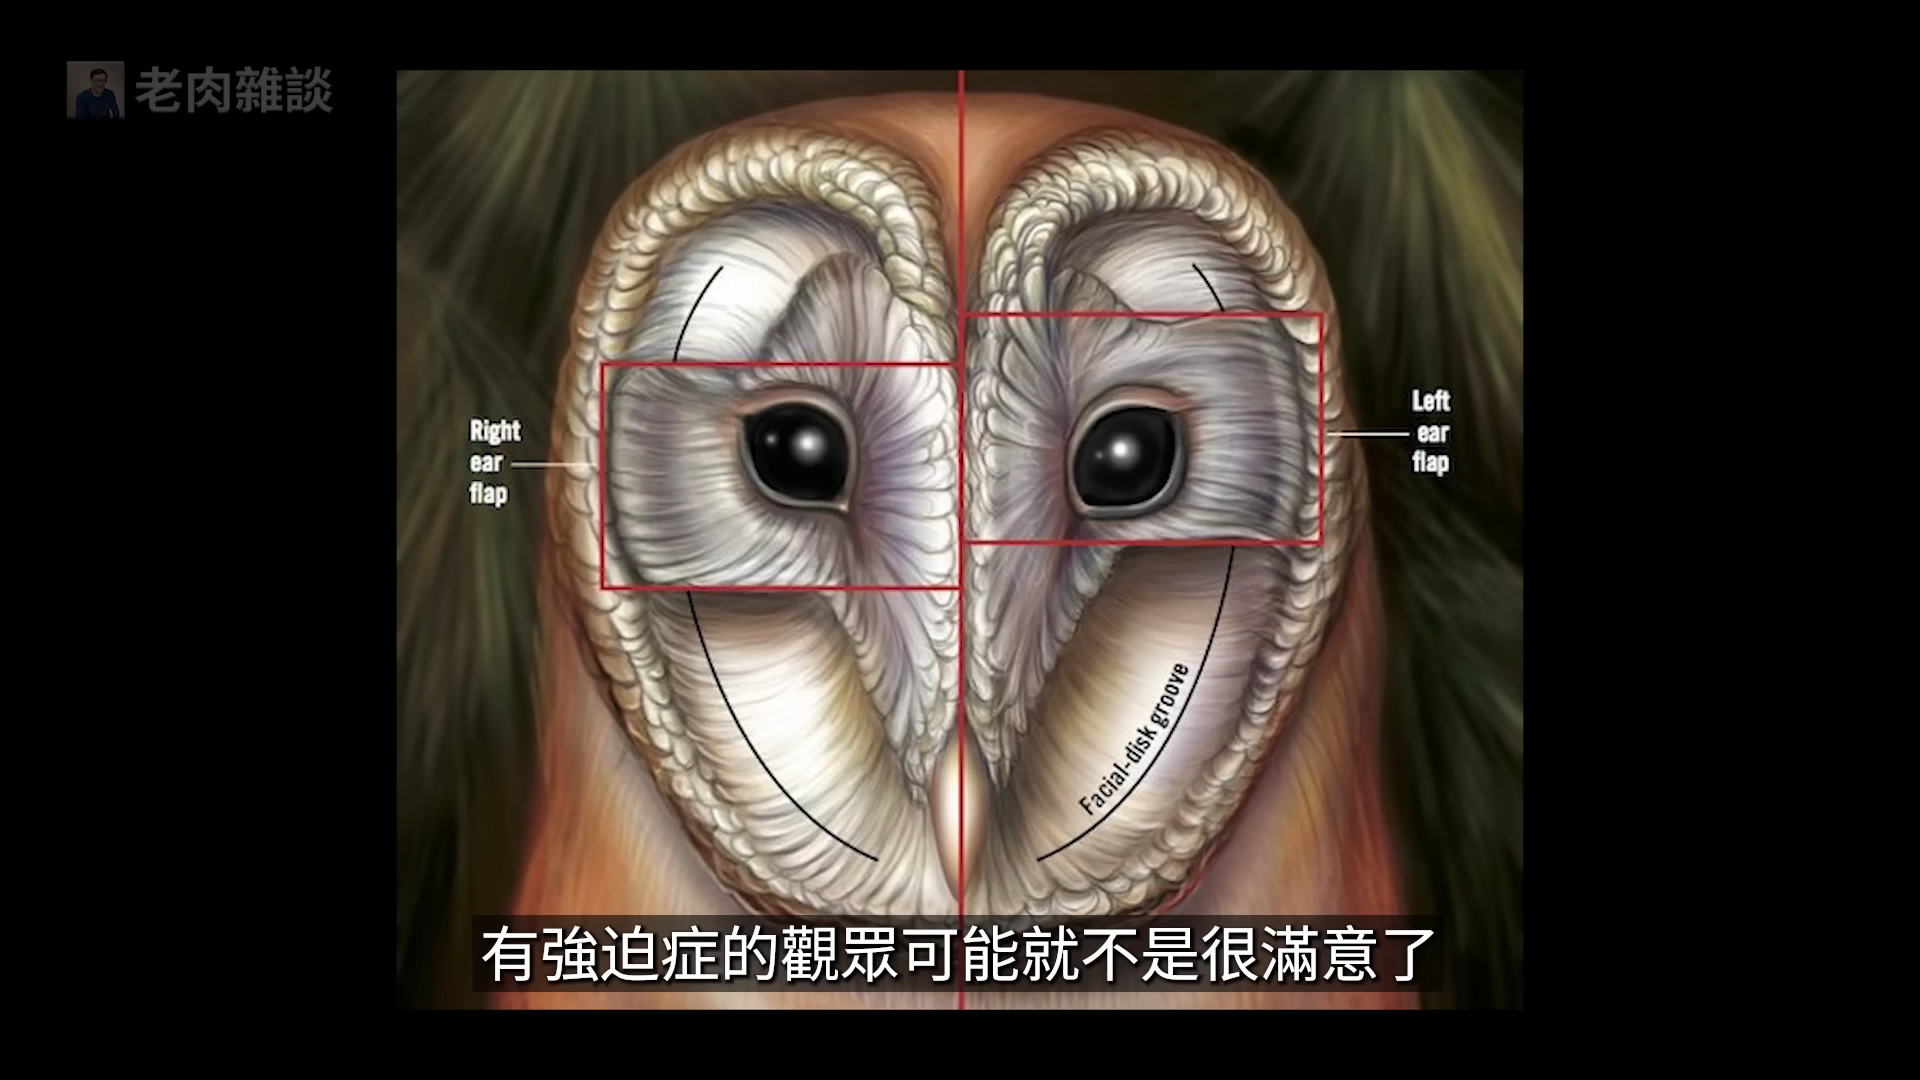 老肉雜談
Right
ear
flap
Left
ear
flap
Facial-disk groove
有強迫症的觀眾可能就不是很滿意了